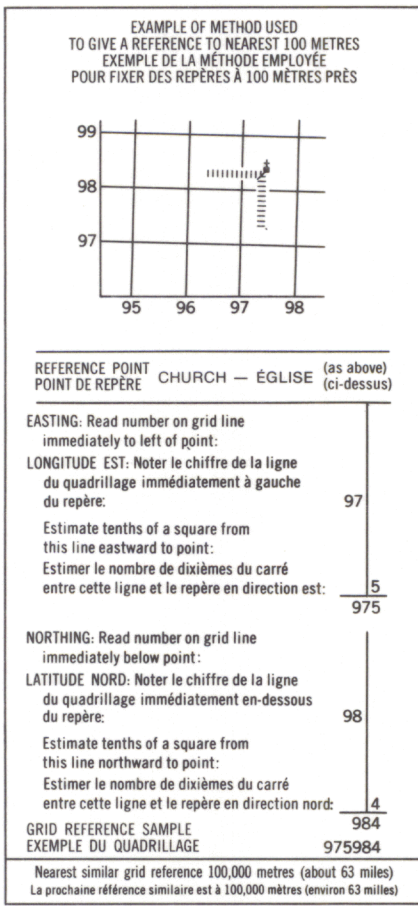 EXAMPLE OF METHOD USED
TO GIVE A REFERENCE TO NEAREST 100 METRES
EXEMPLE DE LA MÉTHODE EMPLOYÉE
POUR FIXER DES REPÈRES À 100 MÈTRES PRÈS
99
98
97
95 96 97 98
REFERENCE POINT
POINT DE REPÈRE
CHURCH — ÉGLISE
(as above)
(ci-dessus)
EASTING: Read number on grid line
immediately to left of point:
LONGITUDE EST: Noter le chiffre de la ligne
du quadrillage immédiatement à gauche
du repère: 97
Estimate tenths of a square from
this line eastward to point:
Estimer le nombre de dixièmes du carré
entre cette ligne et le repère en direction est: 5
975
NORTHING: Read number on grid line
immediately below point:
LATITUDE NORD: Noter le chiffre de la ligne
du quadrillage immédiatement en-dessous
du repère: 98
Estimate tenths of a square from
this line northward to point:
Estimer le nombre de dixièmes du carré
entre cette ligne et le repère en direction nord: 4
984
GRID REFERENCE SAMPLE
EXEMPLE DU QUADRILLAGE 975984
Nearest similar grid reference 100,000 metres (about 63 miles)
La prochaine référence similaire est à 100,000 mètres (environ 63 milles)